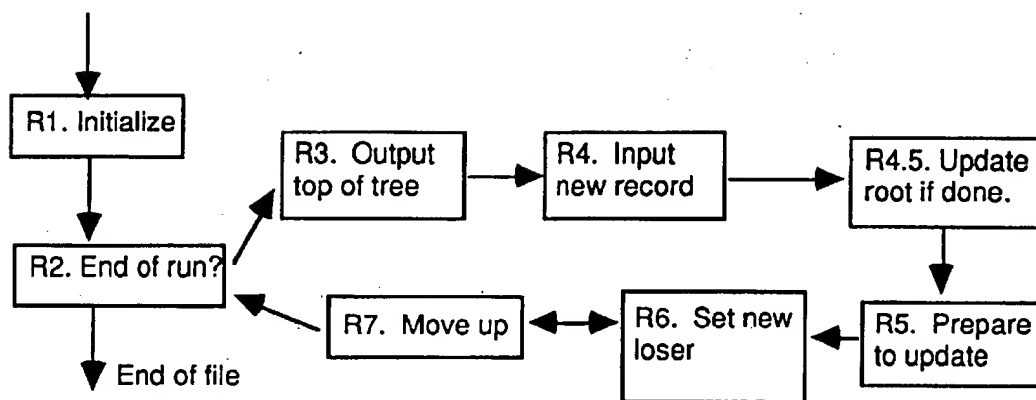 R1. Initialize
R3. Output
top of tree
R4. Input
new record
R4.5. Update
root if done.
R2. End of run?
R7. Move up
R6. Set new
loser
R5. Prepare
to update
End of file